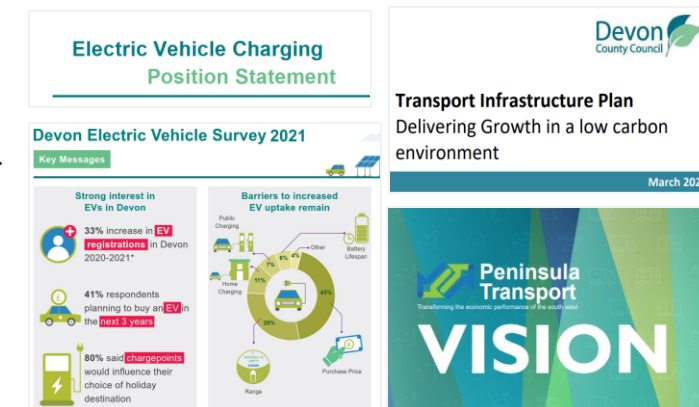 Electric Vehicle Charging
Position Statement
Devon Electric Vehicle Survey 2021
Key Messages
Strong interest in
EVs in Devon
33% increase in EV
registrations in Devon
2020-2021*
41% respondents
planning to buy an EV in
the next 3 years
80% said chargepoints
would influence their
choice of holiday
destination
Barriers to increased
EV uptake remain
Public
Charging
Other
Battery
Lifespan
7%
6%
4%
11%
Home
Charging
43%
Purchase Price
Range
Devon
County Council
Transport Infrastructure Plan
Delivering Growth in a low carbon
environment
March 202
Peninsula
Transport
Transforming the economic performance of the south west
VISION